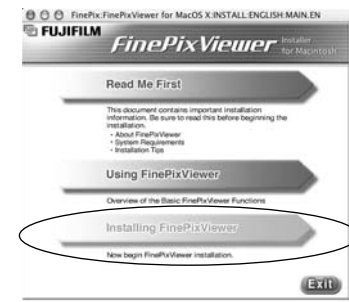 FinePix:FinePixViewer for MacOS X:INSTALL:ENGLISH:MAIN.EN
FUJIFILM
FinePixViewer Installer for Macintosh
Read Me First
This document contains important installation
information. Be sure to read this before beginning the
installation.
- About FinePixViewer
- System Requirements
- Installation Tips
Using FinePixViewer
Overview of the Basic FinePixViewer Functions
Installing FinePixViewer
Now begin FinePixViewer installation.
Exit